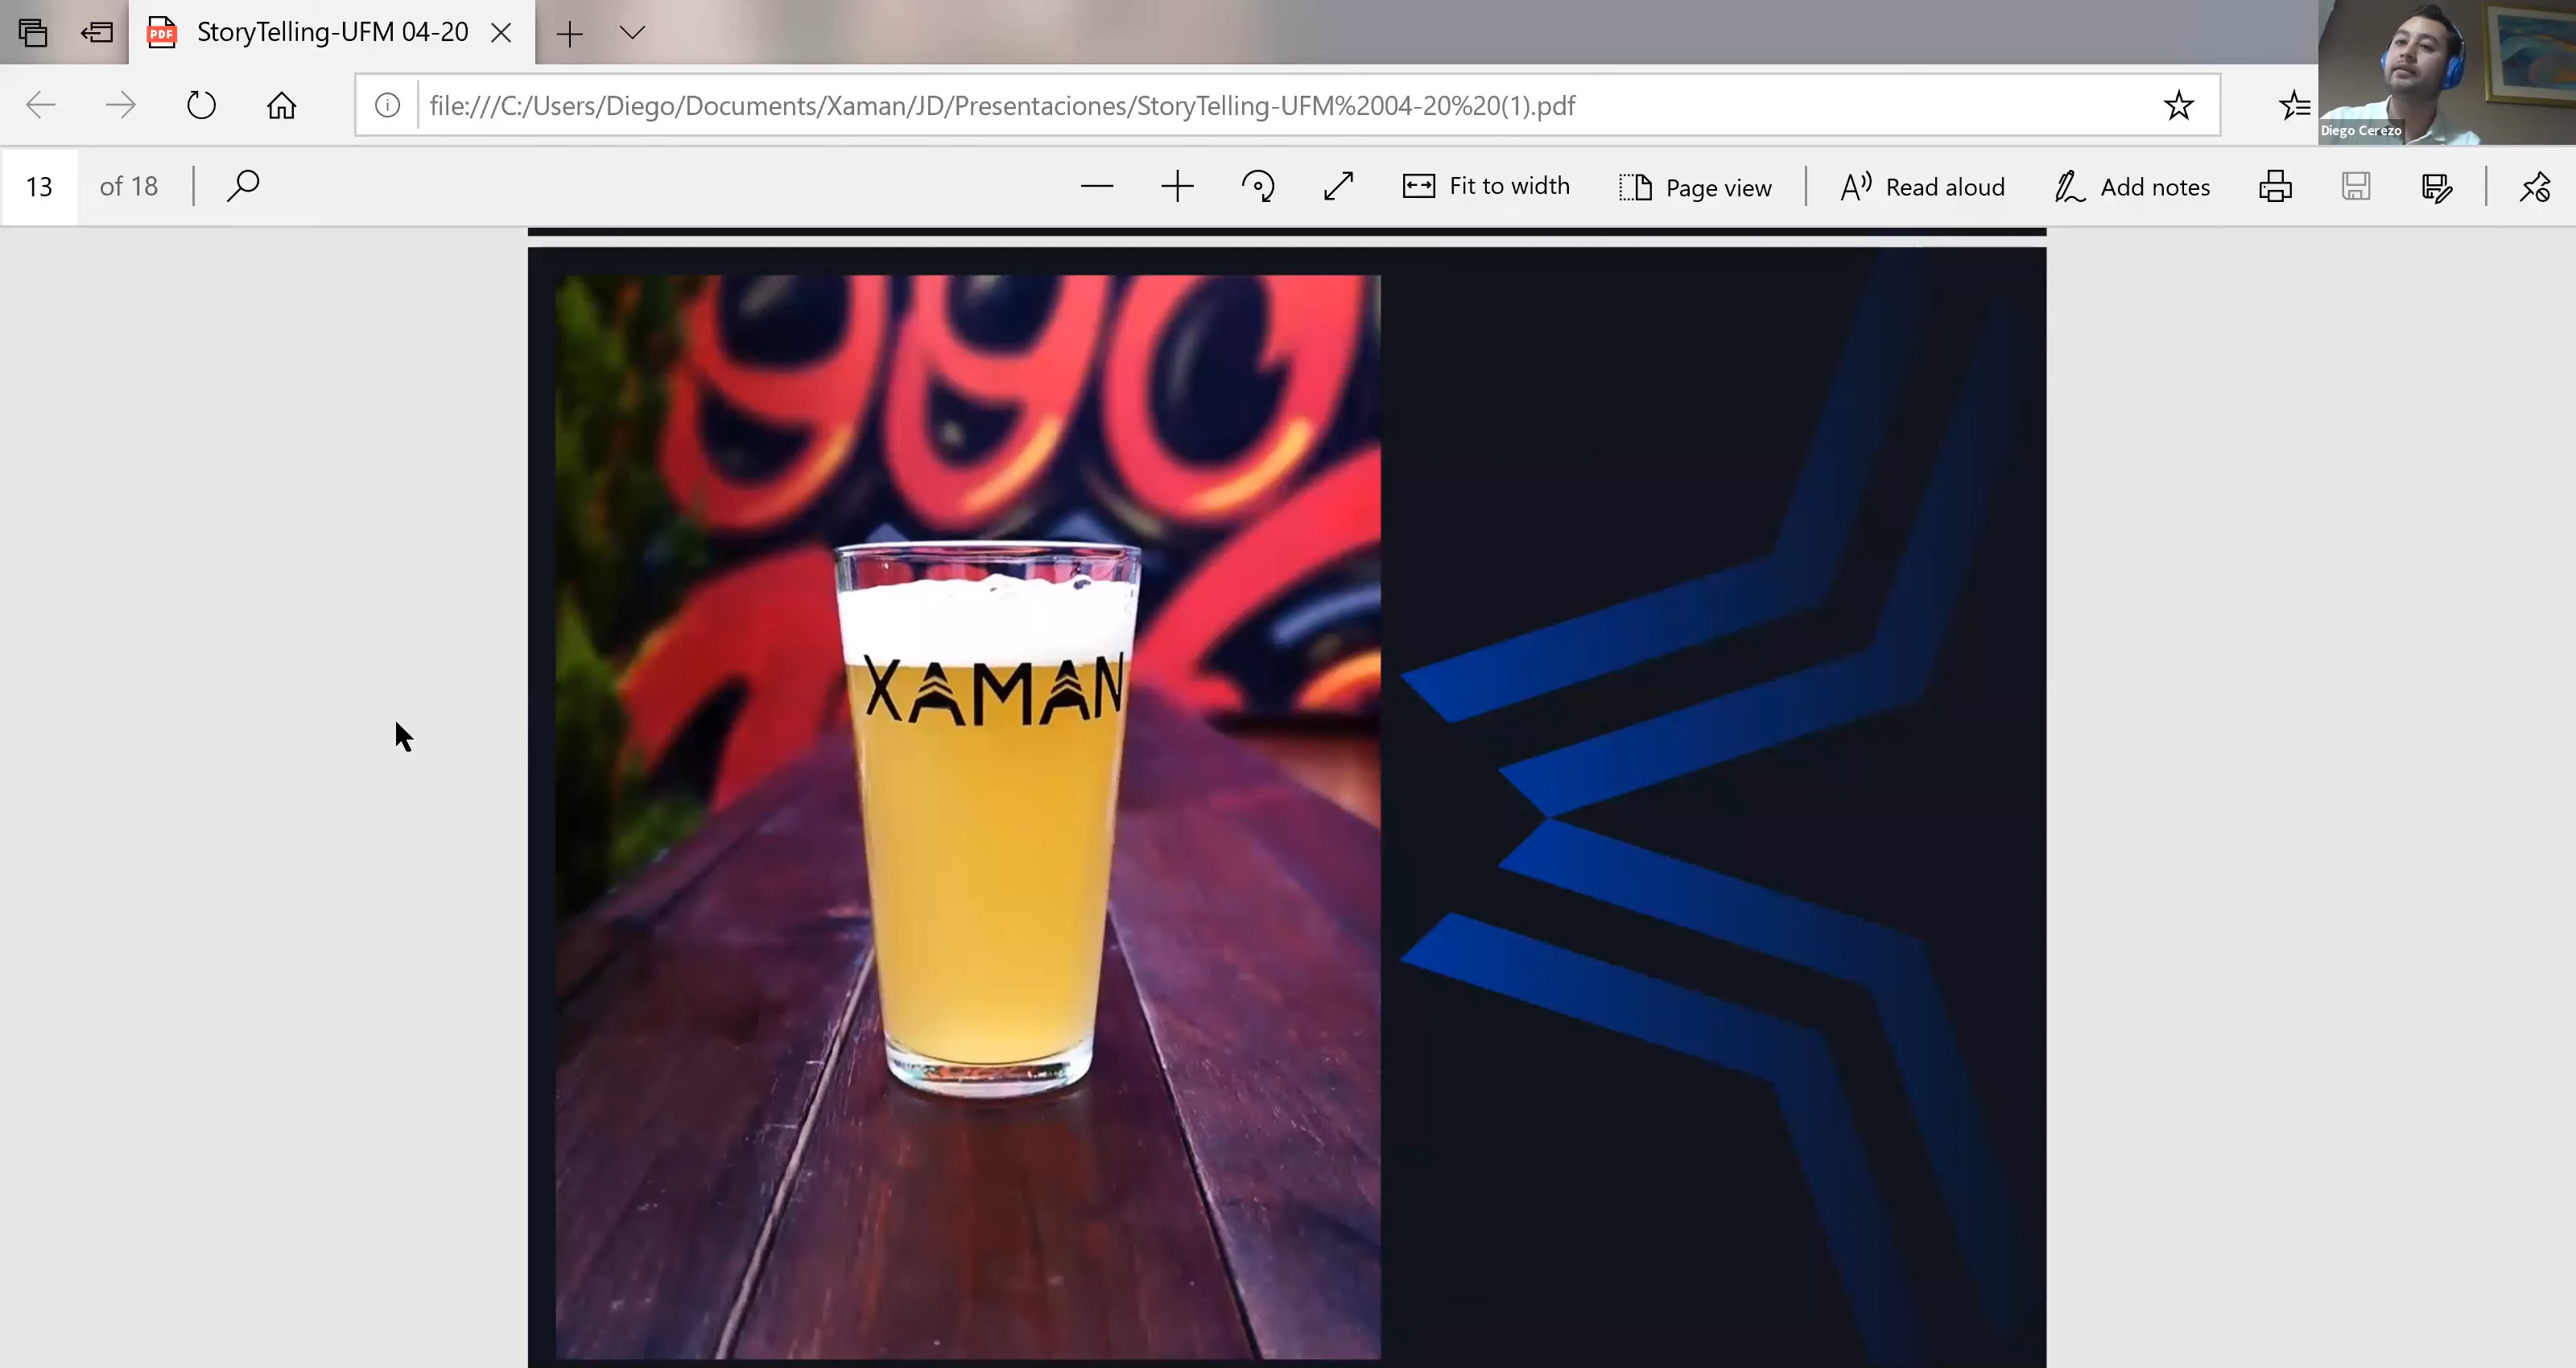 StoryTelling-UFM 04-20
file:///C:/Users/Diego/Documents/Xaman/JD/Presentaciones/StoryTelling-UFM%2004-20%20(1).pdf
Diego Cerezo
13 of 18
Fit to width
Page view
Read aloud
Add notes
PDF
XAMAN